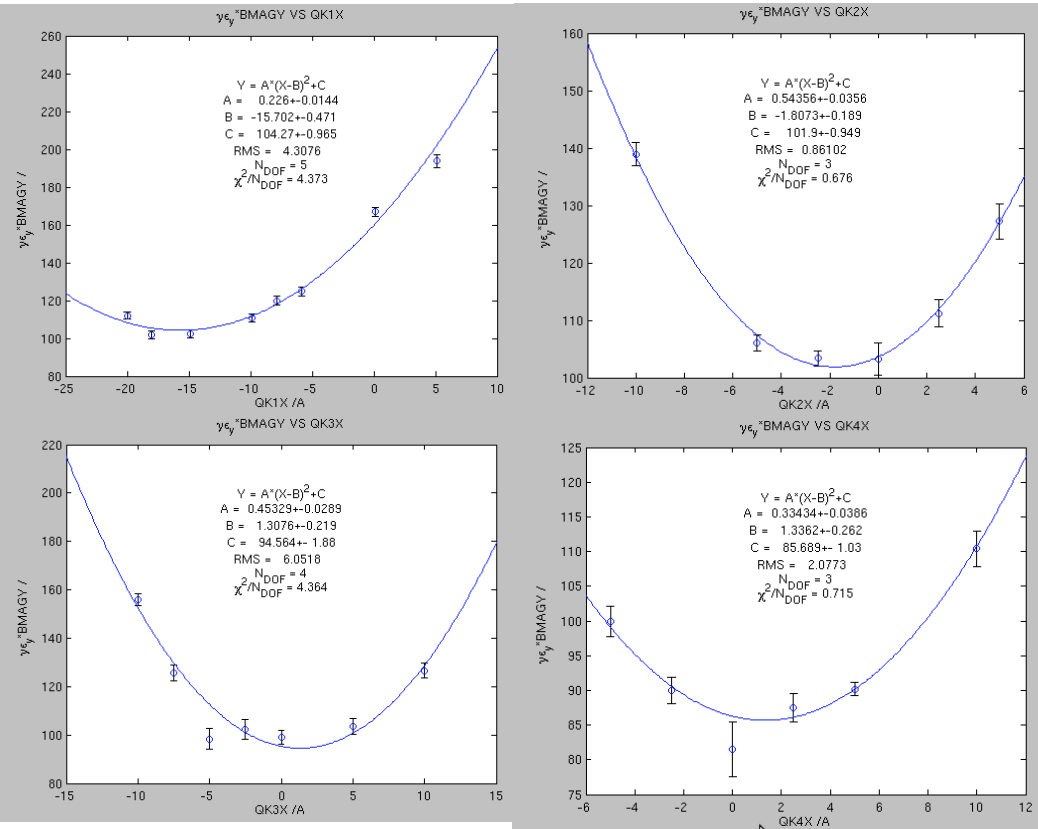 γε_y*BMAGY VS QK1X
260
240
220
200
180
160
140
120
100
80
γε_y*BMAGY /
Y = A*(X-B)^2+C
A = 0.226+-0.0144
B = -15.702+-0.471
C = 104.27+-0.965
RMS = 4.3076
N_DOF = 5
χ^2/N_DOF = 4.373
-25 -20 -15 -10 -5 0 5 10
QK1X /A
γε_y*BMAGY VS QK2X
160
150
140
130
120
110
100
γε_y*BMAGY /
Y = A*(X-B)^2+C
A = 0.54356+-0.0356
B = -1.8073+-0.189
C = 101.9+-0.949
RMS = 0.86102
N_DOF = 3
χ^2/N_DOF = 0.676
-12 -10 -8 -6 -4 -2 0 2 4 6
QK2X /A
γε_y*BMAGY VS QK3X
220
200
180
160
140
120
100
80
γε_y*BMAGY /
Y = A*(X-B)^2+C
A = 0.45329+-0.0289
B = 1.3076+-0.219
C = 94.564+- 1.88
RMS = 6.0518
N_DOF = 4
χ^2/N_DOF = 4.364
-15 -10 -5 0 5 10 15
QK3X /A
γε_y*BMAGY VS QK4X
125
120
115
110
105
100
95
90
85
80
75
γε_y*BMAGY /
Y = A*(X-B)^2+C
A = 0.33434+-0.0386
B = 1.3362+-0.262
C = 85.689+- 1.03
RMS = 2.0773
N_DOF = 3
χ^2/N_DOF = 0.715
-6 -4 -2 0 2 4 6 8 10 12
QK4X /A